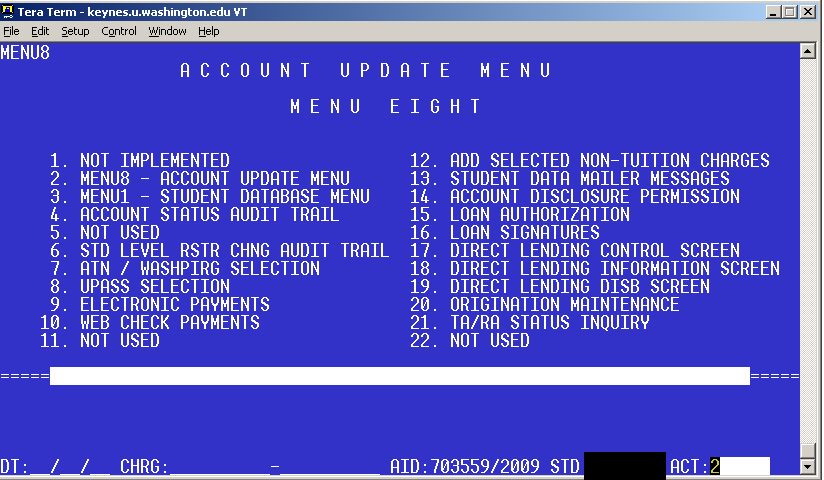 Tera Term - keynes.u.washington.edu VT
File Edit Setup Control Window Help
MENU8
A C C O U N T   U P D A T E   M E N U
M E N U   E I G H T
1. NOT IMPLEMENTED 12. ADD SELECTED NON-TUITION CHARGES
2. MENU8 - ACCOUNT UPDATE MENU 13. STUDENT DATA MAILER MESSAGES
3. MENU1 - STUDENT DATABASE MENU 14. ACCOUNT DISCLOSURE PERMISSION
4. ACCOUNT STATUS AUDIT TRAIL 15. LOAN AUTHORIZATION
5. NOT USED 16. LOAN SIGNATURES
6. STD LEVEL RSTR CHNG AUDIT TRAIL 17. DIRECT LENDING CONTROL SCREEN
7. ATN / WASHPIRG SELECTION 18. DIRECT LENDING INFORMATION SCREEN
8. UPASS SELECTION 19. DIRECT LENDING DISB SCREEN
9. ELECTRONIC PAYMENTS 20. ORIGINATION MAINTENANCE
10. WEB CHECK PAYMENTS 21. TA/RA STATUS INQUIRY
11. NOT USED 22. NOT USED
===== =====
DT:__/__/__ CHRG:__________-__________ AID:703559/2009 STD ACT:2